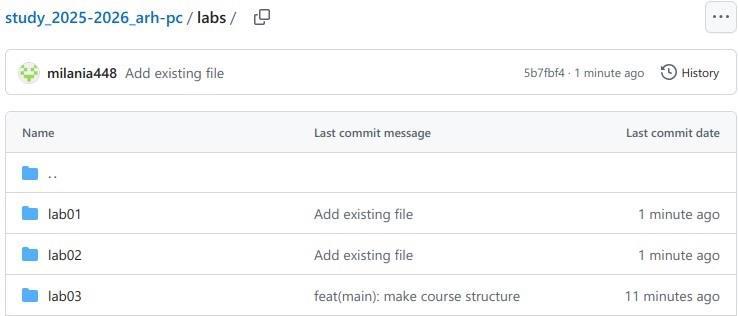 study_2025-2026_arh-pc / labs /
milania448 Add existing file 5b7fbf4 · 1 minute ago History
Name Last commit message Last commit date
..
lab01 Add existing file 1 minute ago
lab02 Add existing file 1 minute ago
lab03 feat(main): make course structure 11 minutes ago